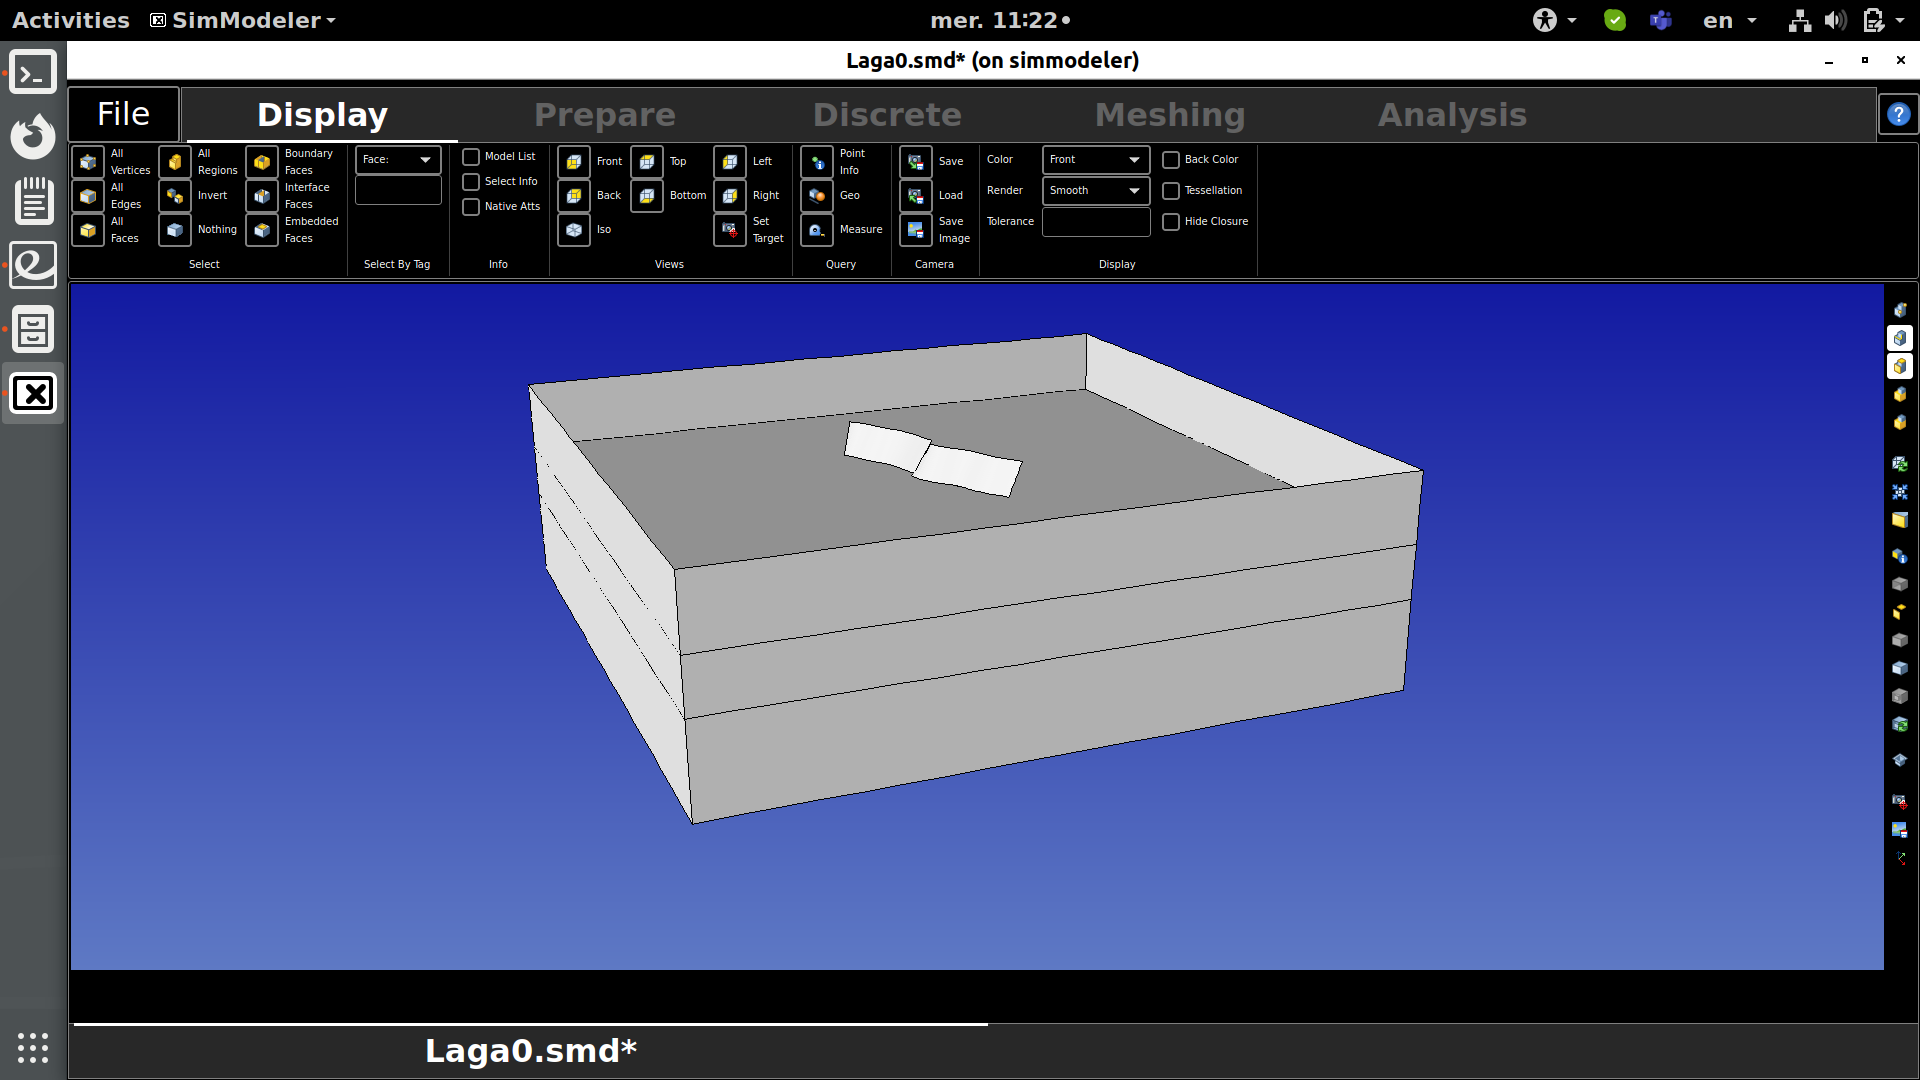 Activities
SimModeler
mer. 11:22
en
Laga0.smd* (on simmodeler)
File
Display
Prepare
Discrete
Meshing
Analysis
All Vertices
All Regions
Boundary Faces
All Edges
Invert
Interface Faces
All Faces
Nothing
Embedded Faces
Select
Face:
Select By Tag
Model List
Select Info
Native Atts
Info
Front
Top
Left
Back
Bottom
Right
Iso
Set Target
Views
Point Info
Geo
Measure
Query
Save
Load
Save Image
Camera
Color
Front
Back Color
Render
Smooth
Tessellation
Tolerance
Hide Closure
Display
Laga0.smd*